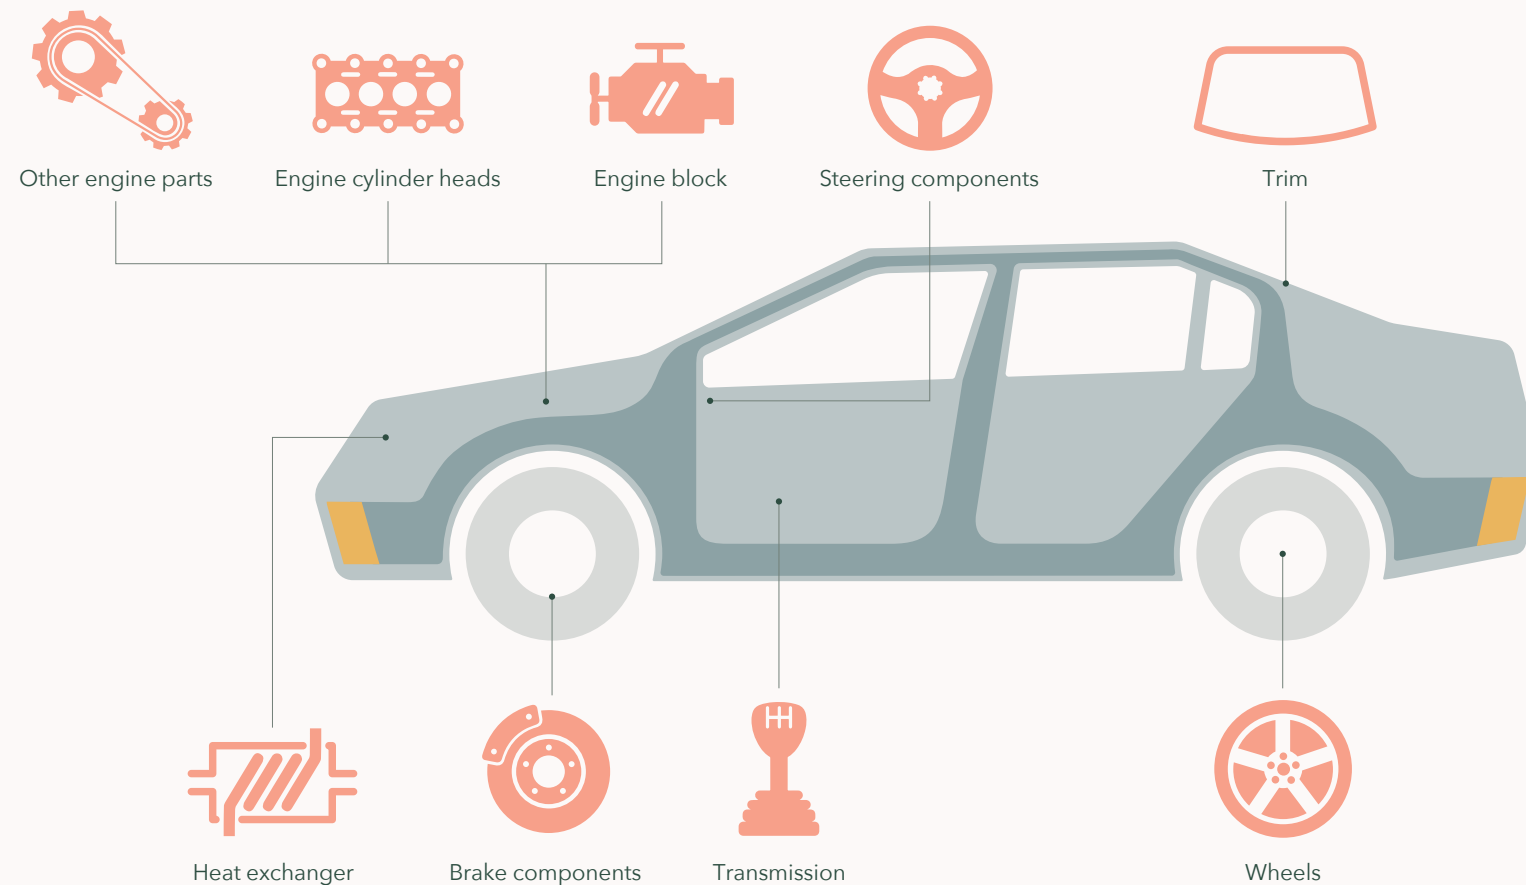 Other engine parts
Engine cylinder heads
Engine block
Steering components
Trim
Heat exchanger
Brake components
Transmission
Wheels